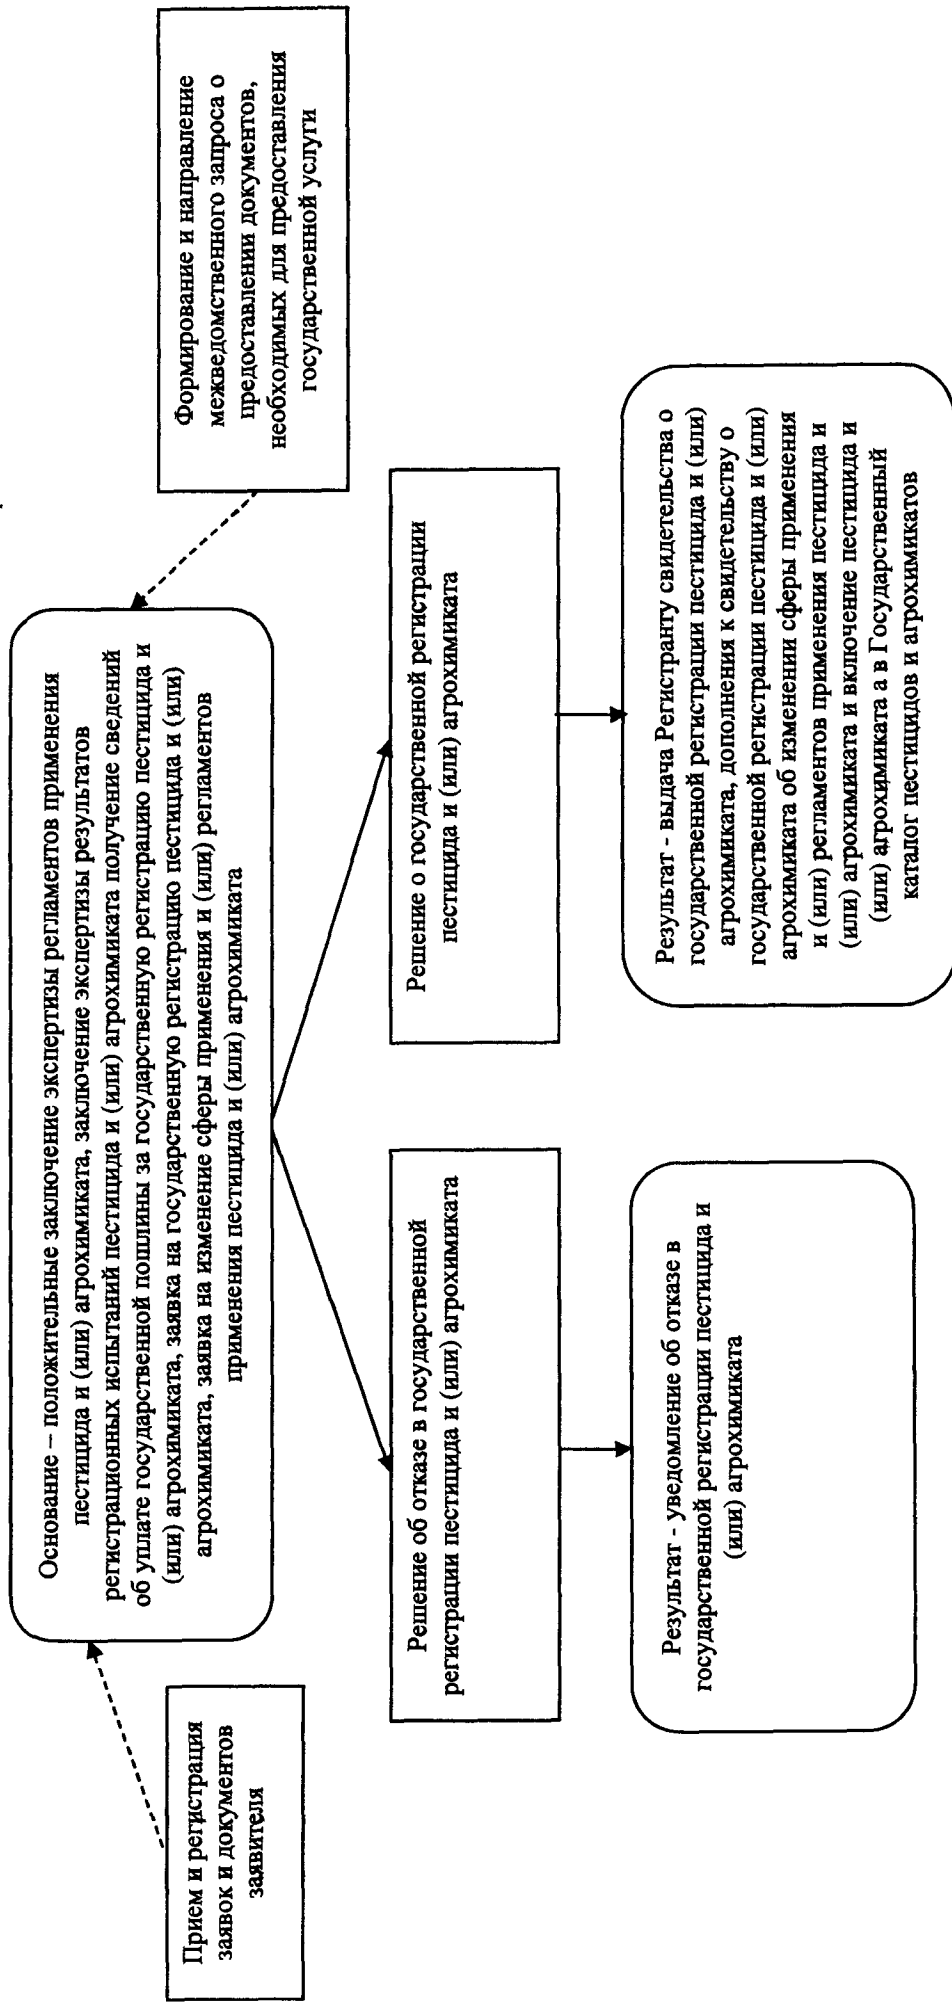 Основание – положительные заключение экспертизы регламентов применения
пестицида и (или) агрохимиката, заключение экспертизы результатов
регистрационных испытаний пестицида и (или) агрохимиката получение сведений
об уплате государственной пошлины за государственную регистрацию пестицида и
(или) агрохимиката, заявка на государственную регистрацию пестицида и (или)
агрохимиката, заявка на изменение сферы применения и (или) регламентов
применения пестицида и (или) агрохимиката
Прием и регистрация
заявок и документов
заявителя
Формирование и направление
межведомственного запроса о
предоставлении документов,
необходимых для предоставления
государственной услуги
Решение об отказе в государственной
регистрации пестицида и (или) агрохимиката
Решение о государственной регистрации
пестицида и (или) агрохимиката
Результат - уведомление об отказе в
государственной регистрации пестицида и
(или) агрохимиката
Результат - выдача Регистранту свидетельства о
государственной регистрации пестицида и (или)
агрохимиката, дополнения к свидетельству о
государственной регистрации пестицида и (или)
агрохимиката об изменении сферы применения
и (или) регламентов применения пестицида и
(или) агрохимиката и включение пестицида и
(или) агрохимиката а в Государственный
каталог пестицидов и агрохимикатов